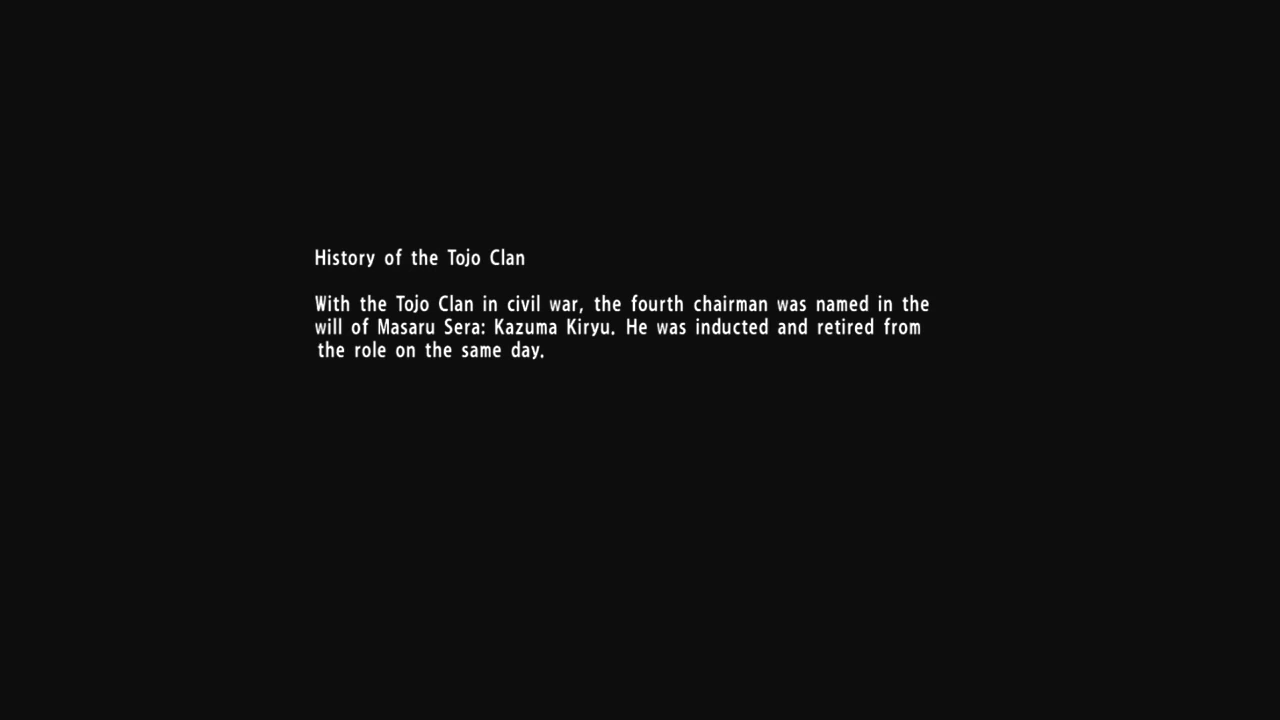 History of the Tojo Clan
With the Tojo Clan in civil war, the fourth chairman was named in the
will of Masaru Sera: Kazuma Kiryu. He was inducted and retired from
the role on the same day.